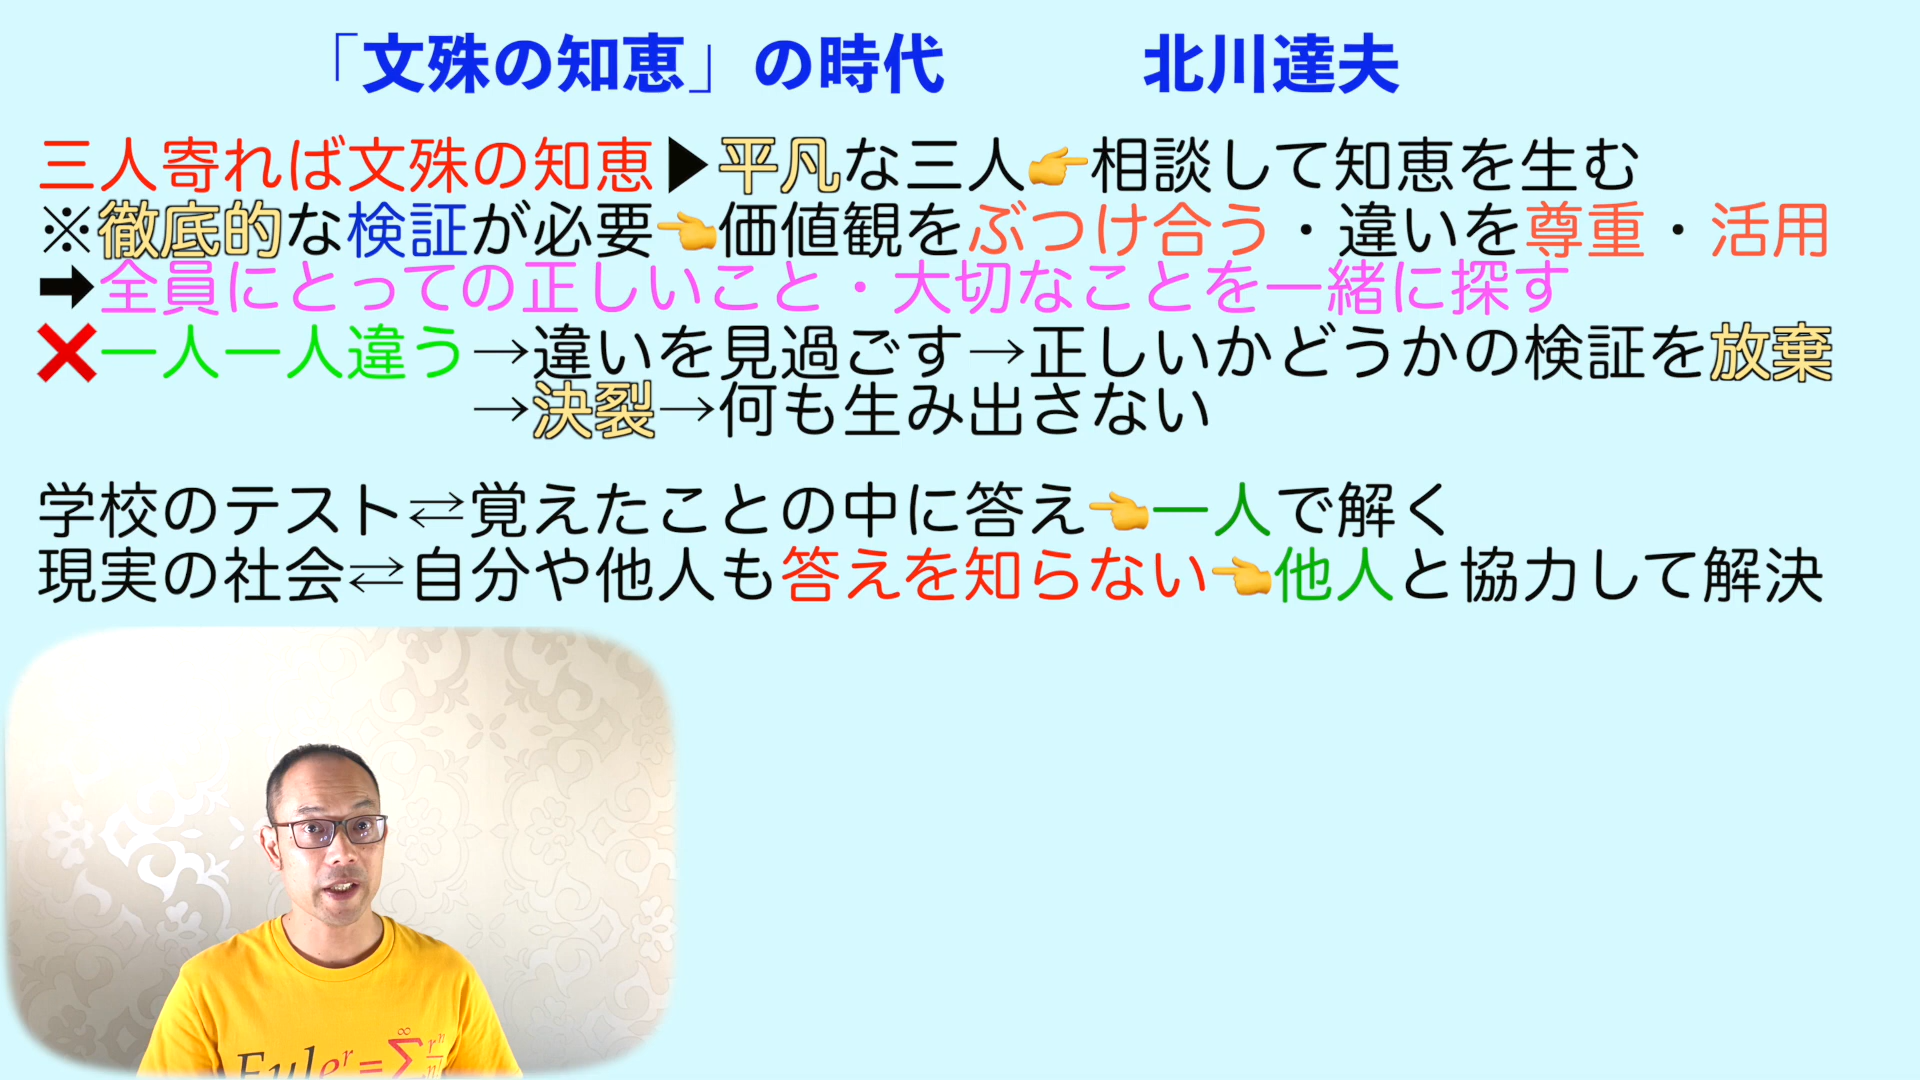 「文殊の知恵」の時代 北川達夫
三人寄れば文殊の知恵▶平凡な三人👉相談して知恵を生む
※徹底的な検証が必要👈価値観をぶつけ合う・違いを尊重・活用
➡全員にとっての正しいこと・大切なことを一緒に探す
❌一人一人違う→違いを見過ごす→正しいかどうかの検証を放棄
→決裂→何も生み出さない
学校のテスト⇄覚えたことの中に答え👈一人で解く
現実の社会⇄自分や他人も答えを知らない👈他人と協力して解決
Euler=∞Σrⁿ/n!